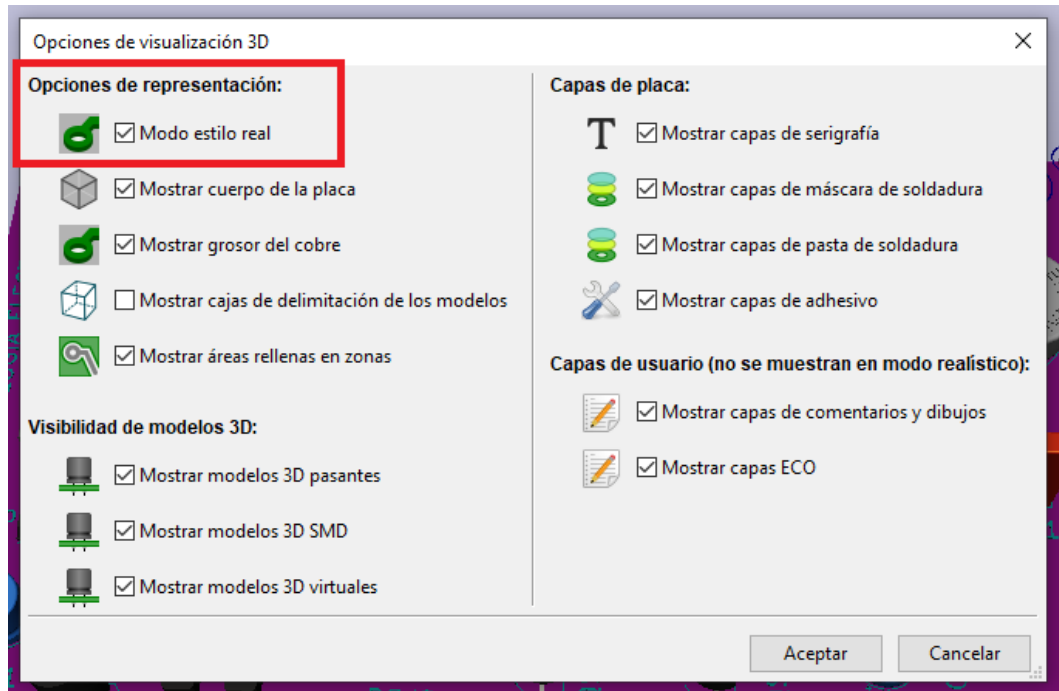 Opciones de visualización 3D
Opciones de representación:
Modo estilo real
Mostrar cuerpo de la placa
Mostrar grosor del cobre
Mostrar cajas de delimitación de los modelos
Mostrar áreas rellenas en zonas
Visibilidad de modelos 3D:
Mostrar modelos 3D pasantes
Mostrar modelos 3D SMD
Mostrar modelos 3D virtuales
Capas de placa:
T
Mostrar capas de serigrafía
Mostrar capas de máscara de soldadura
Mostrar capas de pasta de soldadura
Mostrar capas de adhesivo
Capas de usuario (no se muestran en modo realístico):
Mostrar capas de comentarios y dibujos
Mostrar capas ECO
Aceptar
Cancelar